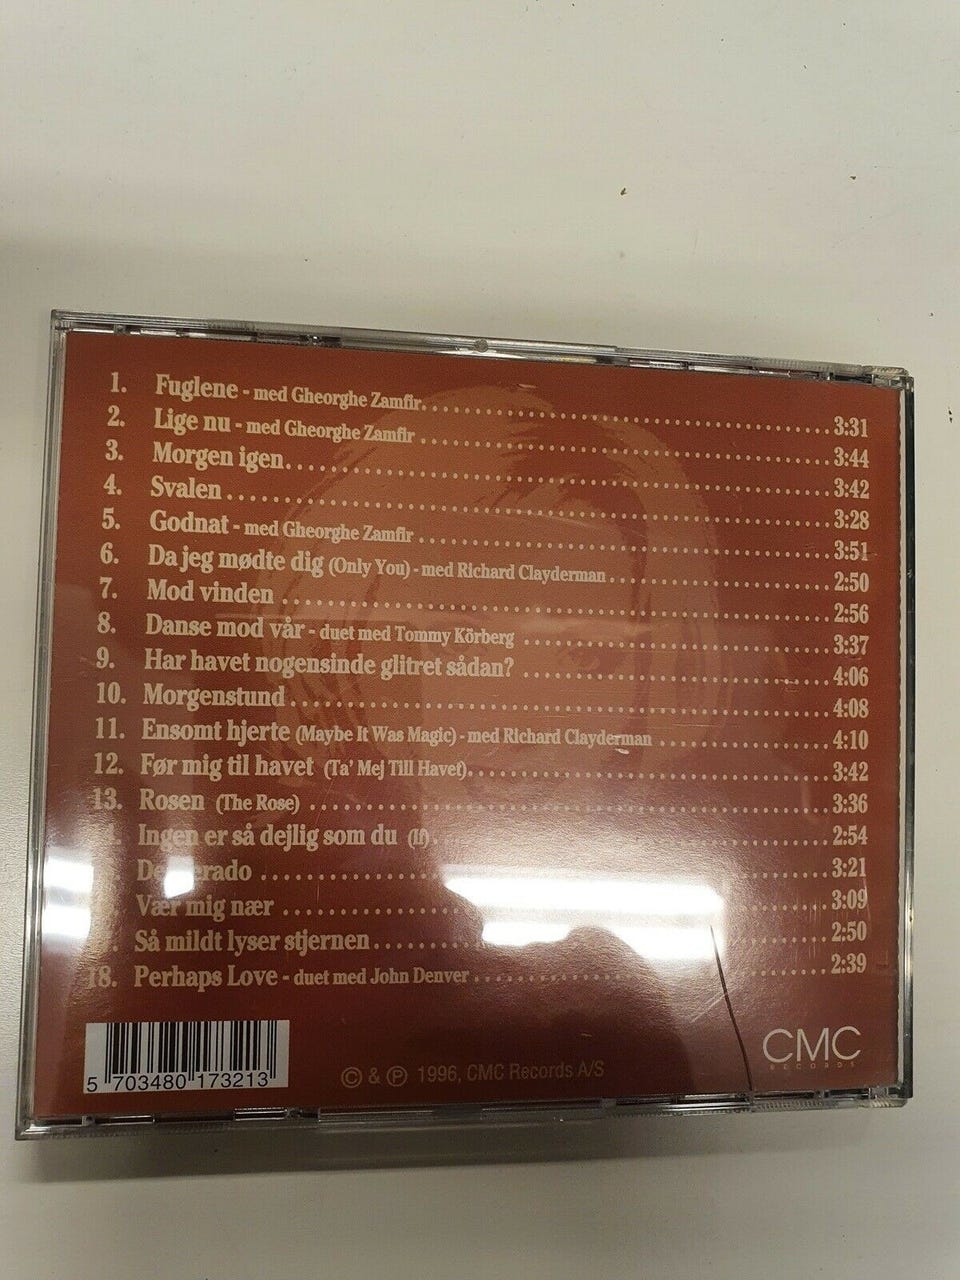 1. Fuglene - med Gheorghe Zamfir 3:31
2. Lige nu - med Gheorghe Zamfir 3:44
3. Morgen igen 3:42
4. Svalen 3:28
5. Godnat - med Gheorghe Zamfir 3:51
6. Da jeg mødte dig (Only You) - med Richard Clayderman 2:50
7. Mod vinden 2:56
8. Danse mod vår - duet med Tommy Körberg 3:37
9. Har havet nogensinde glitret sådan? 4:06
10. Morgenstund 4:08
11. Ensomt hjerte (Maybe It Was Magic) - med Richard Clayderman 4:10
12. Før mig til havet (Ta' Mej Till Havet) 3:42
13. Rosen (The Rose) 3:36
Ingen er så dejlig som du (If) 2:54
Desperado 3:21
Vær mig nær 3:09
Så mildt lyser stjernen 2:50
18. Perhaps Love - duet med John Denver 2:39
CMC
RECORDS
© & ℗ 1996, CMC Records A/S
5 703480 173213